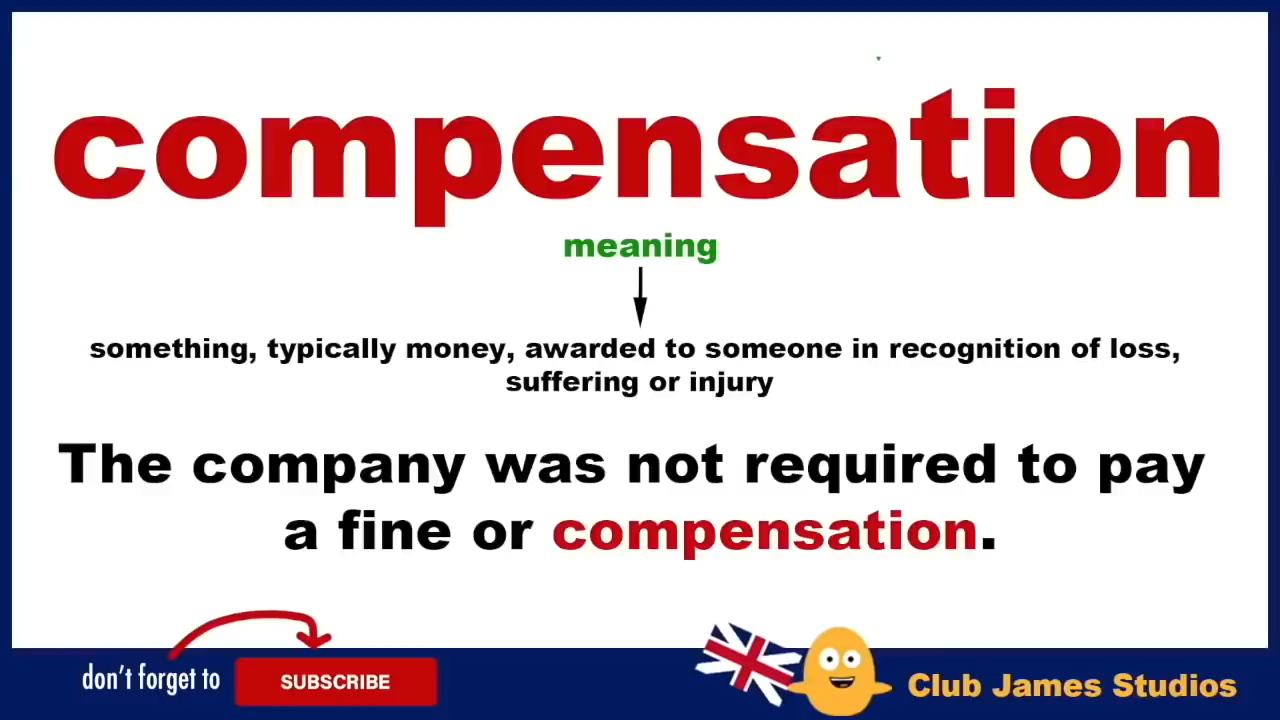 compensation
meaning
something, typically money, awarded to someone in recognition of loss,
suffering or injury
The company was not required to pay
a fine or compensation.
don't forget to
SUBSCRIBE
Club James Studios